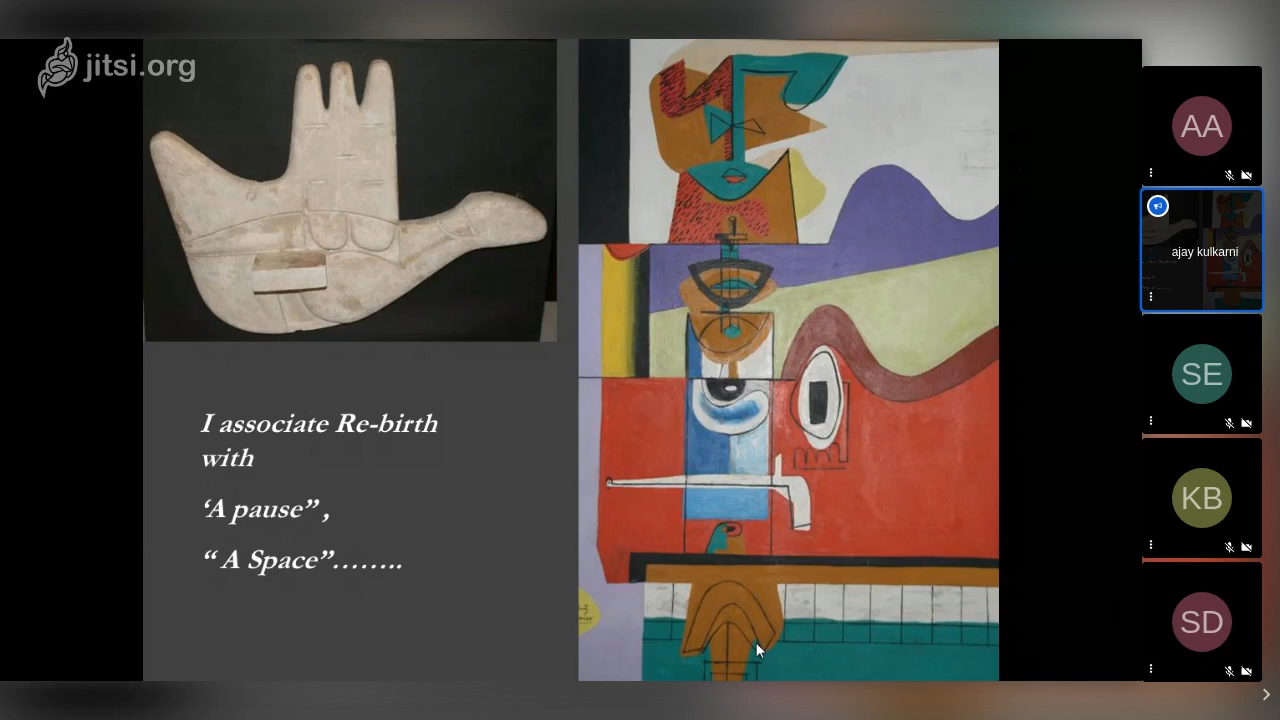 jitsi.org
I associate Re-birth
with
‘A pause” ,
“ A Space”……..
AA
ajay kulkarni
SE
KB
SD